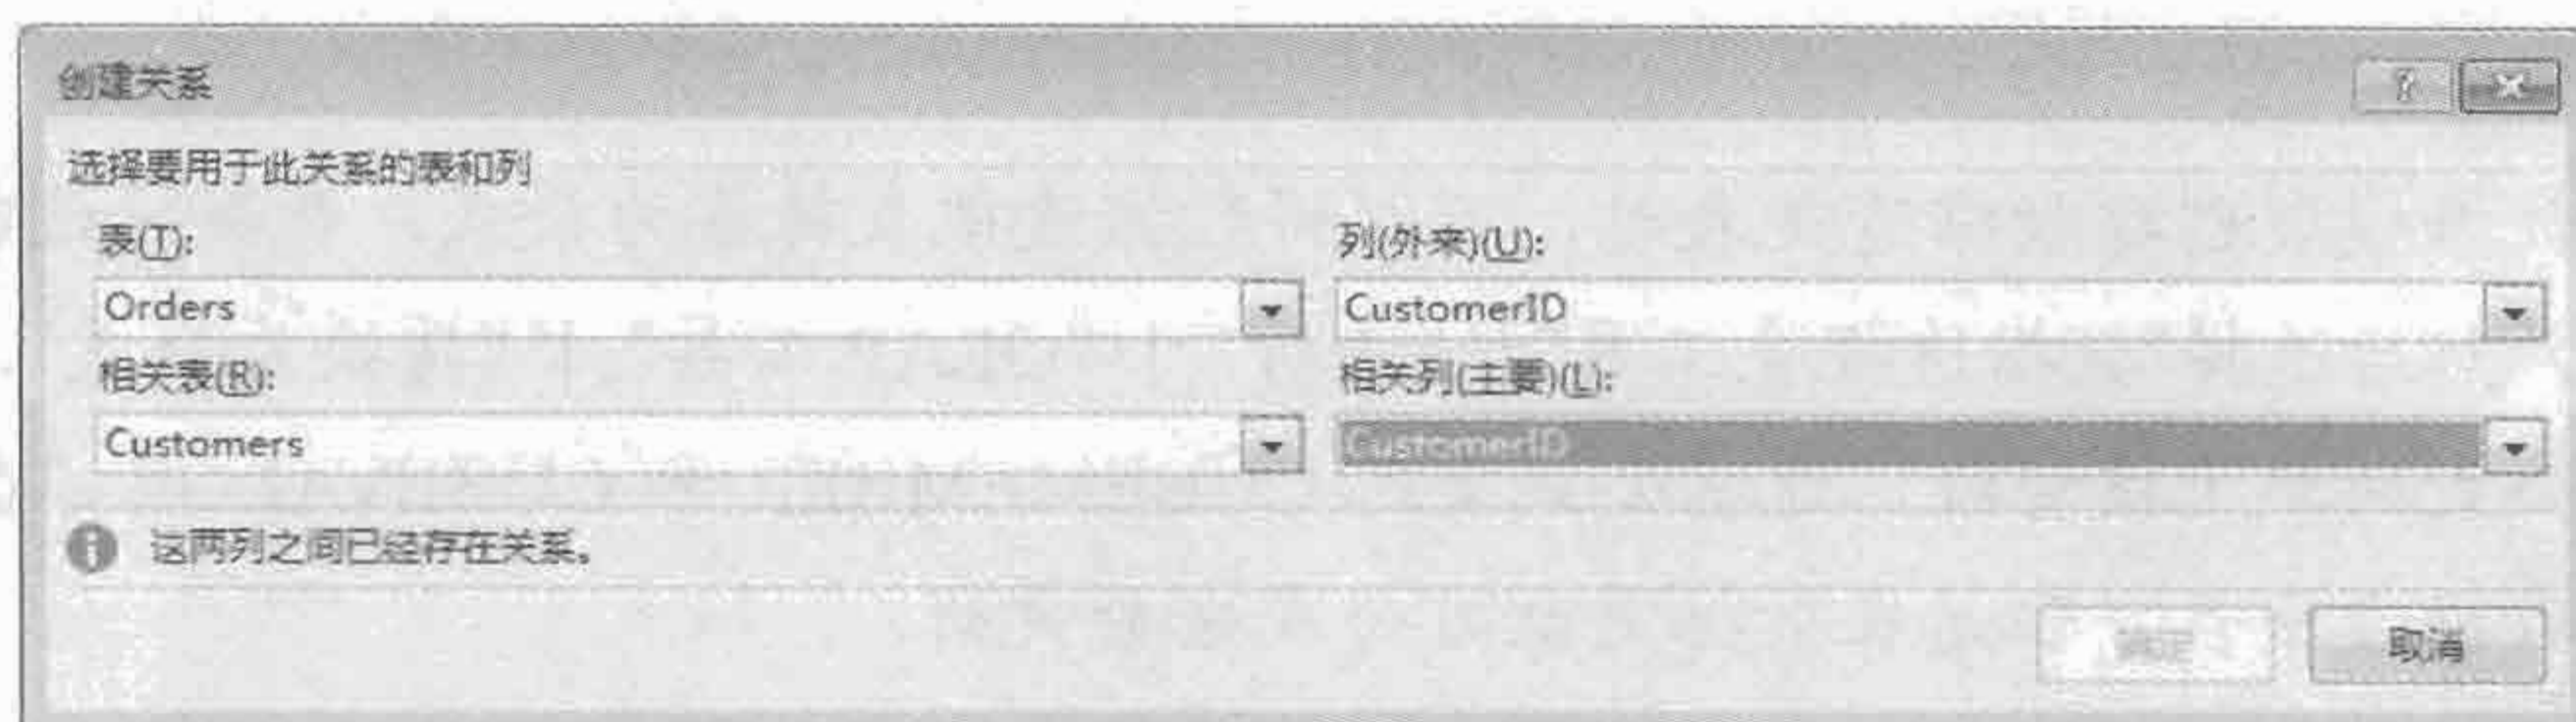 创建关系
选择要用于此关系的表和列
表(T): 列(外来)(U):
Orders CustomerID
相关表(R): 相关列(主要)(L):
Customers CustomerID
这两列之间已经存在关系。
确定 取消